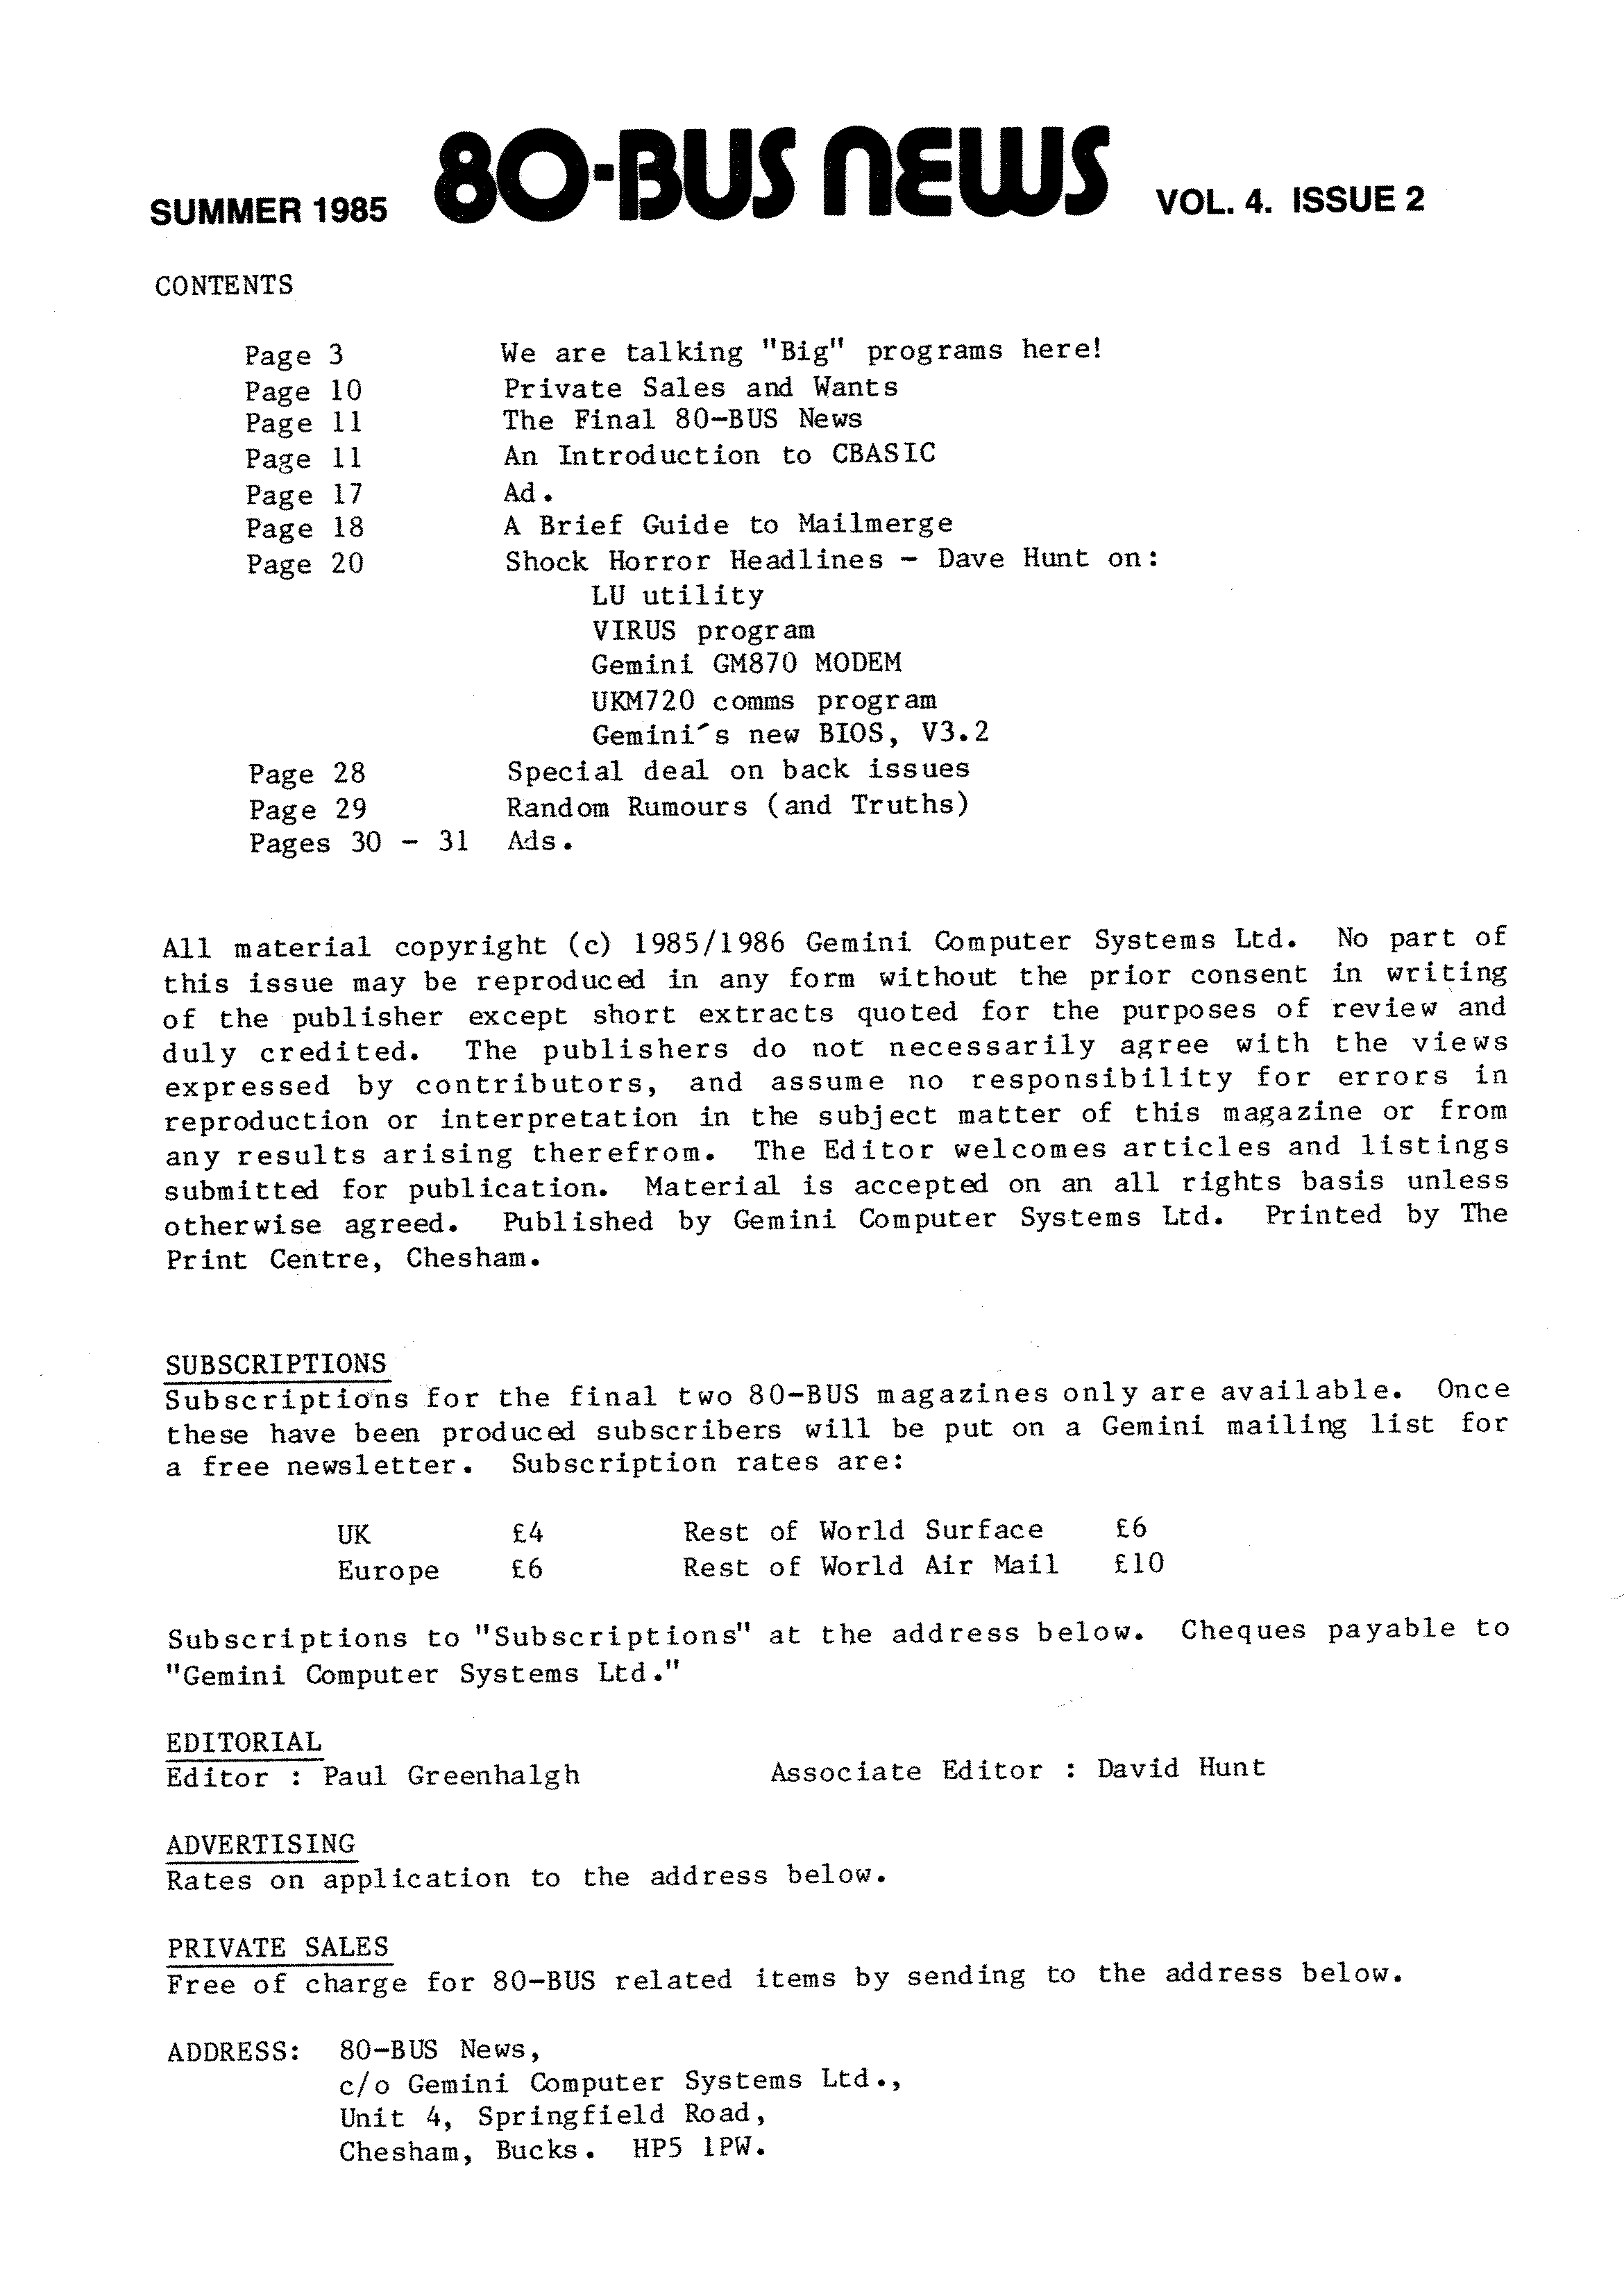 SUMMER 1985 80-BUS NEWS VOL. 4. ISSUE 2
CONTENTS
Page 3 We are talking "Big" programs here!
Page 10 Private Sales and Wants
Page 11 The Final 80-BUS News
Page 11 An Introduction to CBASIC
Page 17 Ad.
Page 18 A Brief Guide to Mailmerge
Page 20 Shock Horror Headlines - Dave Hunt on:
LU utility
VIRUS program
Gemini GM870 MODEM
UKM720 comms program
Gemini's new BIOS, V3.2
Page 28 Special deal on back issues
Page 29 Random Rumours (and Truths)
Pages 30 - 31 Ads.
All material copyright (c) 1985/1986 Gemini Computer Systems Ltd. No part of
this issue may be reproduced in any form without the prior consent in writing
of the publisher except short extracts quoted for the purposes of review and
duly credited. The publishers do not necessarily agree with the views
expressed by contributors, and assume no responsibility for errors in
reproduction or interpretation in the subject matter of this magazine or from
any results arising therefrom. The Editor welcomes articles and listings
submitted for publication. Material is accepted on an all rights basis unless
otherwise agreed. Published by Gemini Computer Systems Ltd. Printed by The
Print Centre, Chesham.
SUBSCRIPTIONS
Subscriptions for the final two 80-BUS magazines only are available. Once
these have been produced subscribers will be put on a Gemini mailing list for
a free newsletter. Subscription rates are:
UK £4 Rest of World Surface £6
Europe £6 Rest of World Air Mail £10
Subscriptions to "Subscriptions" at the address below. Cheques payable to
"Gemini Computer Systems Ltd."
EDITORIAL
Editor : Paul Greenhalgh Associate Editor : David Hunt
ADVERTISING
Rates on application to the address below.
PRIVATE SALES
Free of charge for 80-BUS related items by sending to the address below.
ADDRESS: 80-BUS News,
c/o Gemini Computer Systems Ltd.,
Unit 4, Springfield Road,
Chesham, Bucks. HP5 1PW.